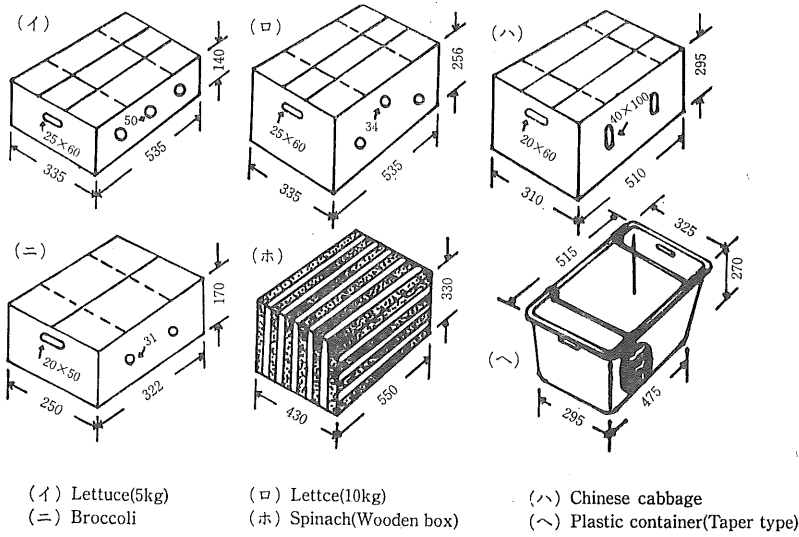 (イ)
140
50
25×60
335
535
(ロ)
256
34
25×60
335
535
(ハ)
295
40×100
20×60
310
510
(ニ)
170
31
20×50
250
322
(ホ)
330
430
550
(ヘ)
515
325
270
295
475
(イ) Lettuce(5kg)
(ロ) Lettce(10kg)
(ハ) Chinese cabbage
(ニ) Broccoli
(ホ) Spinach(Wooden box)
(ヘ) Plastic container(Taper type)